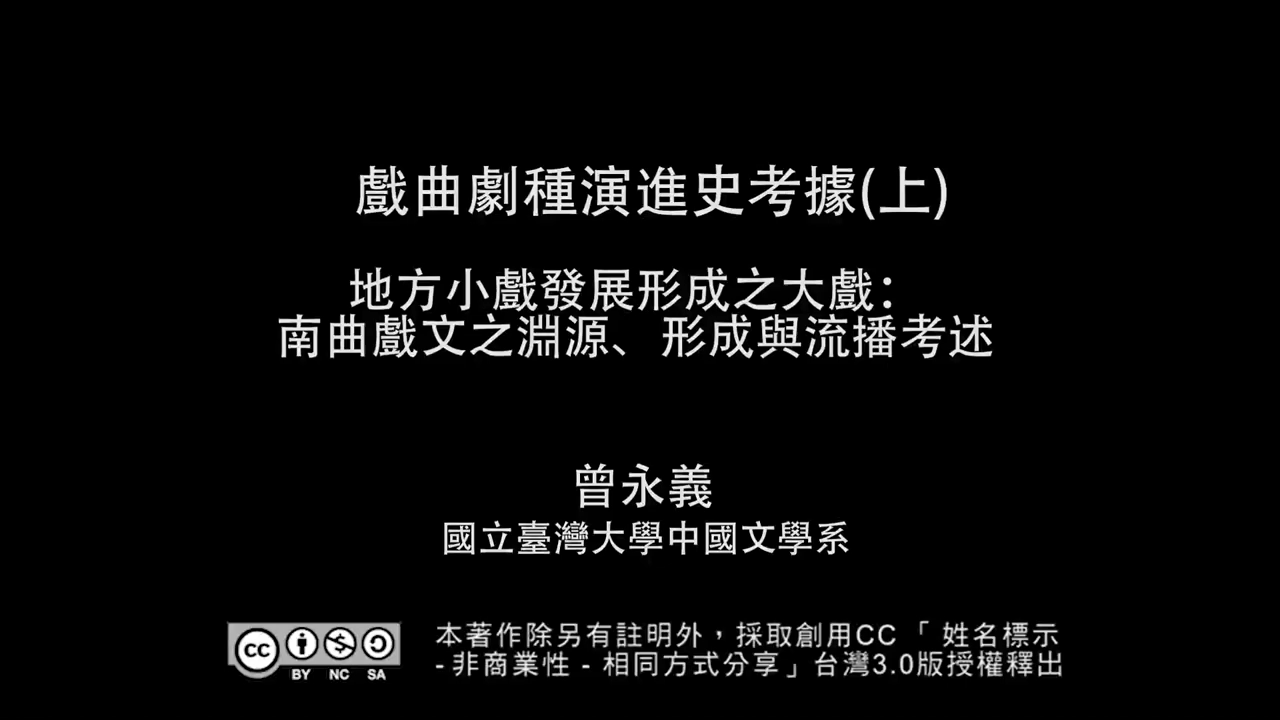 戲曲劇種演進史考據(上)
地方小戲發展形成之大戲：
南曲戲文之淵源、形成與流播考述
曾永義
國立臺灣大學中國文學系
cc BY NC SA
本著作除另有註明外，採取創用CC「姓名標示
- 非商業性 - 相同方式分享」台灣3.0版授權釋出